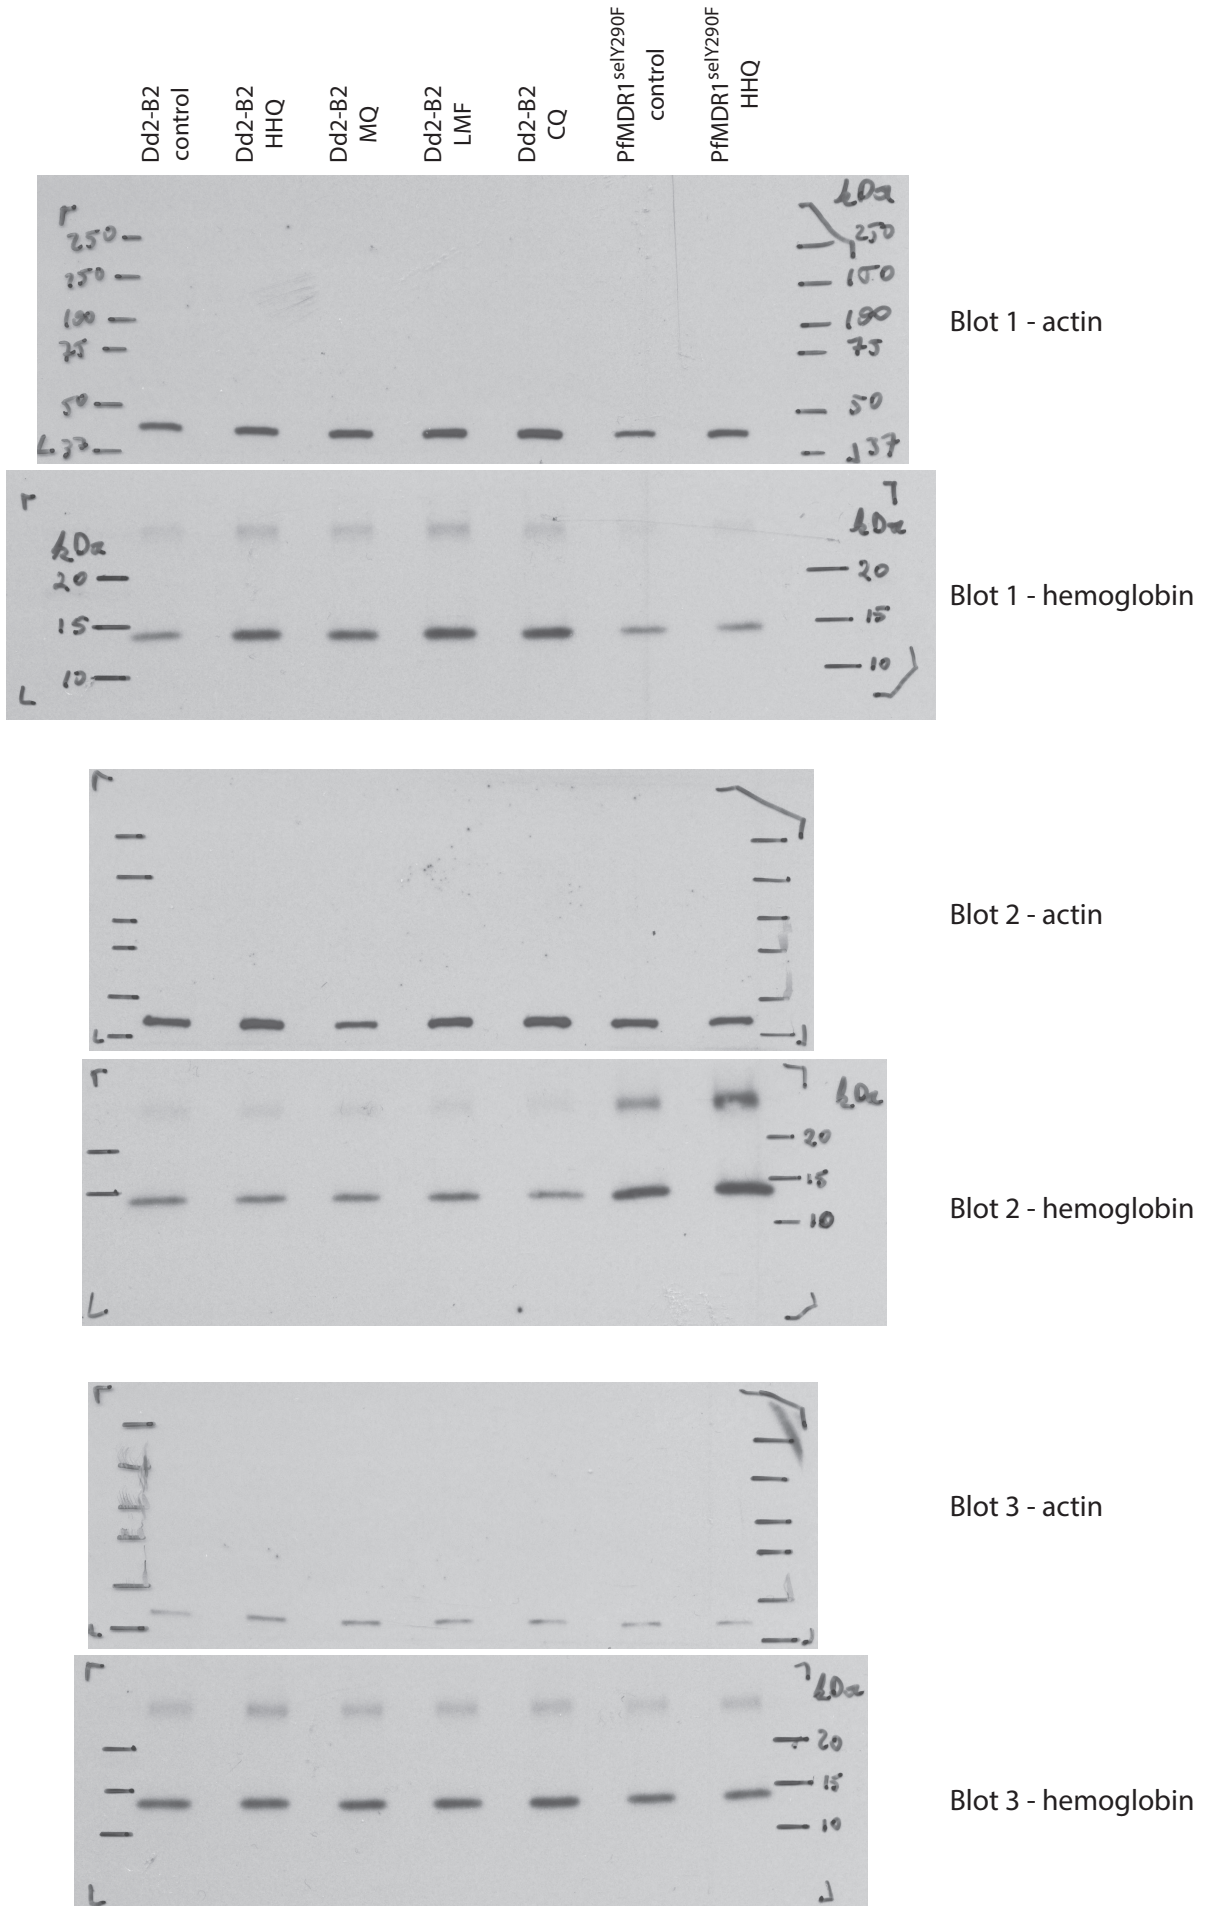 Dd2-B2
control
Dd2-B2
HHQ
Dd2-B2
MQ
Dd2-B2
LMF
Dd2-B2
CQ
PfMDR1selY290F
control
PfMDR1selY290F
HHQ
kDa
250
250
250
150
100
100
75
75
50
50
37
37
Blot 1 - actin
kDa
kDa
20
20
15
15
10
10
Blot 1 - hemoglobin
Blot 2 - actin
kDa
20
15
10
Blot 2 - hemoglobin
Blot 3 - actin
kDa
20
15
10
Blot 3 - hemoglobin